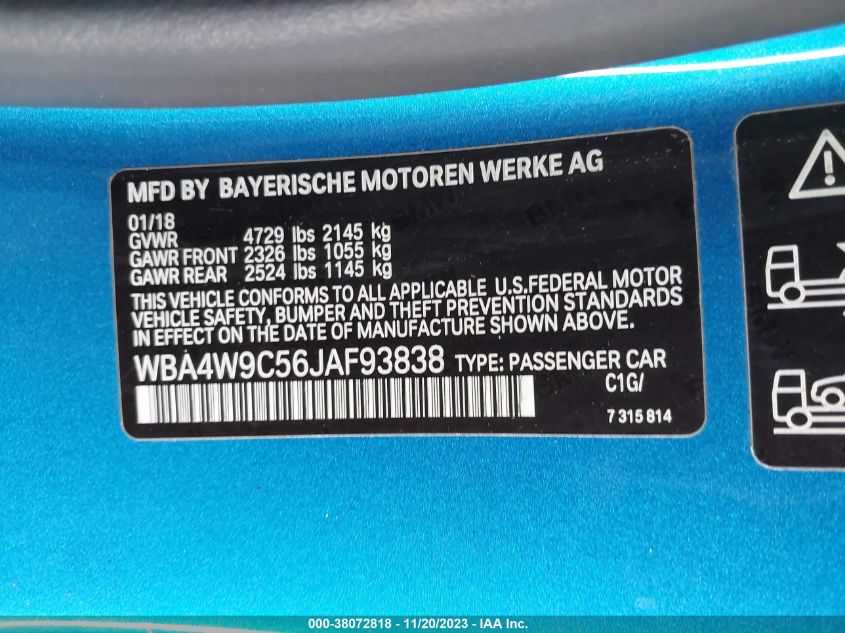 MFD BY BAYERISCHE MOTOREN WERKE AG
01/18
GVWR 4729 lbs 2145 kg
GAWR FRONT 2326 lbs 1055 kg
GAWR REAR 2524 lbs 1145 kg
THIS VEHICLE CONFORMS TO ALL APPLICABLE U.S.FEDERAL MOTOR
VEHICLE SAFETY, BUMPER AND THEFT PREVENTION STANDARDS
IN EFFECT ON THE DATE OF MANUFACTURE SHOWN ABOVE.
WBA4W9C56JAF93838 TYPE: PASSENGER CAR
C1G/
7 315 814
000-38072818 - 11/20/2023 - IAAI.COM